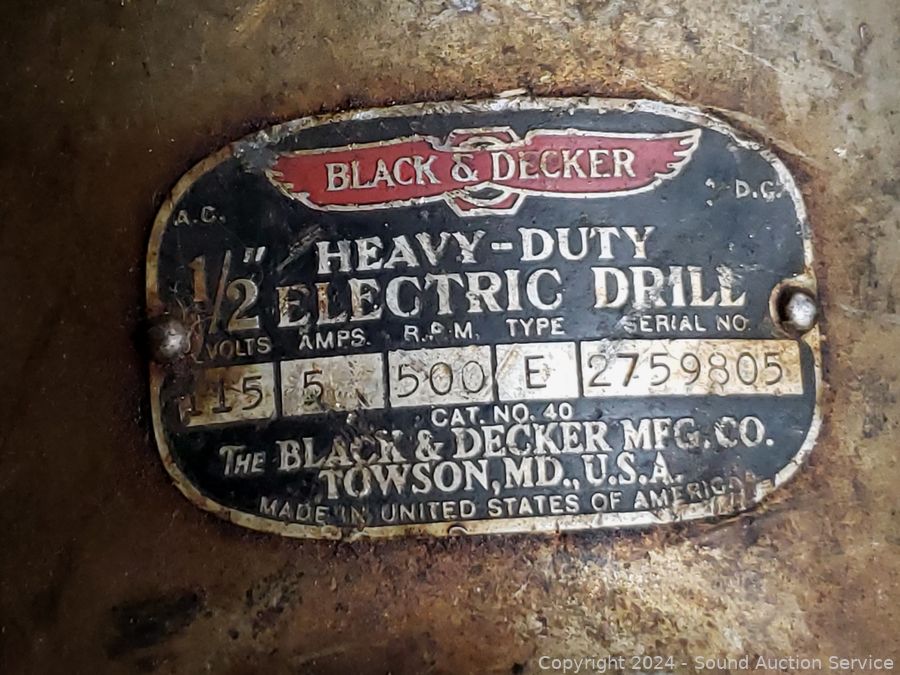 BLACK & DECKER
A.C. D.C.
HEAVY-DUTY
1/2" ELECTRIC DRILL
VOLTS AMPS. R.P.M. TYPE SERIAL NO.
115 5 500 E 2759805
CAT. NO. 40
THE BLACK & DECKER MFG. CO.
TOWSON, MD., U.S.A.
MADE IN UNITED STATES OF AMERICA
Copyright © 2024 - Sound Auction Service